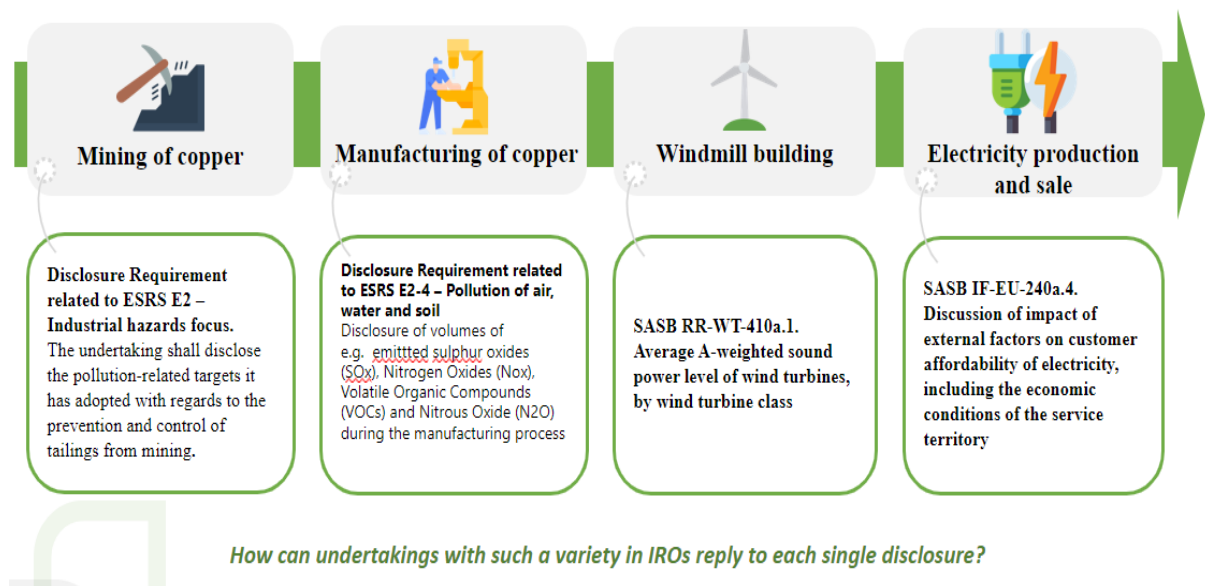 Mining of copper
Manufacturing of copper
Windmill building
Electricity production
and sale
Disclosure Requirement
related to ESRS E2 –
Industrial hazards focus.
The undertaking shall disclose
the pollution-related targets it
has adopted with regards to the
prevention and control of
tailings from mining.
Disclosure Requirement related
to ESRS E2-4 – Pollution of air,
water and soil
Disclosure of volumes of
e.g. emittted sulphur oxides
(SOx), Nitrogen Oxides (Nox),
Volatile Organic Compounds
(VOCs) and Nitrous Oxide (N2O)
during the manufacturing process
SASB RR-WT-410a.1.
Average A-weighted sound
power level of wind turbines,
by wind turbine class
SASB IF-EU-240a.4.
Discussion of impact of
external factors on customer
affordability of electricity,
including the economic
conditions of the service
territory
How can undertakings with such a variety in IROs reply to each single disclosure?